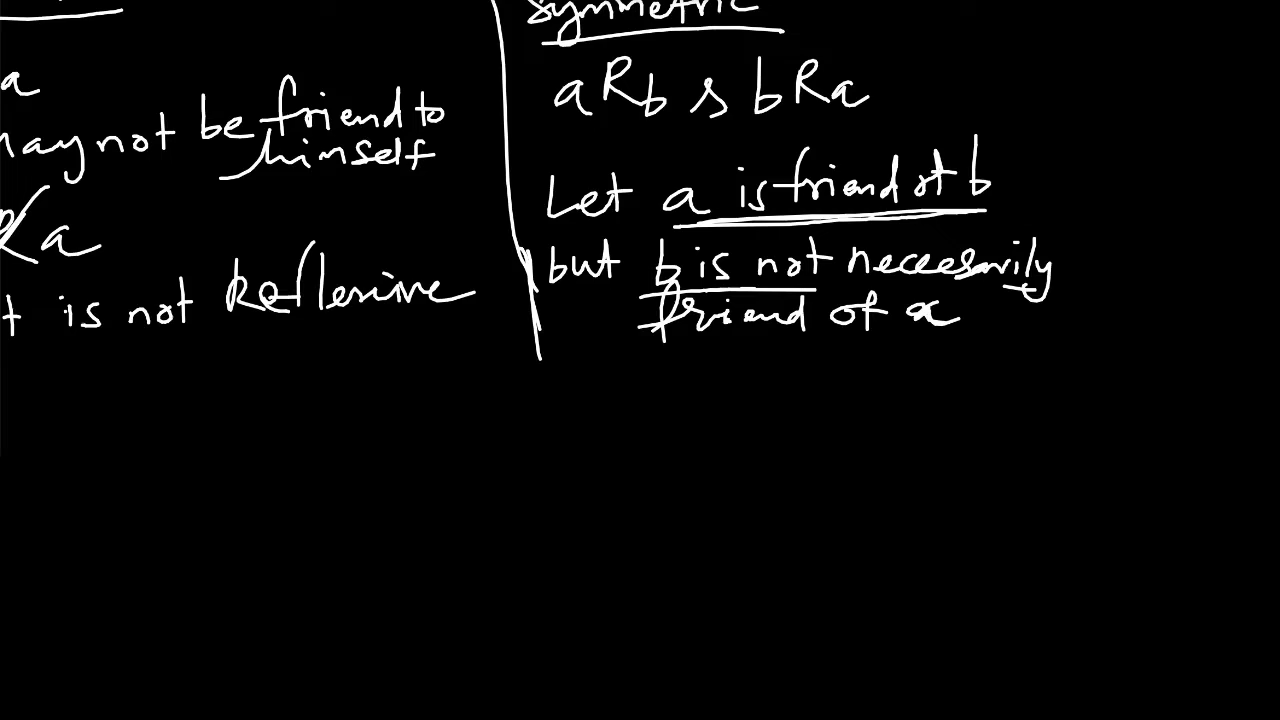 a
may not be friend to
himself
R a
t is not Reflexive
symmetric
aRb s bRa
Let a is friend of b
but b is not necessarily
friend of a